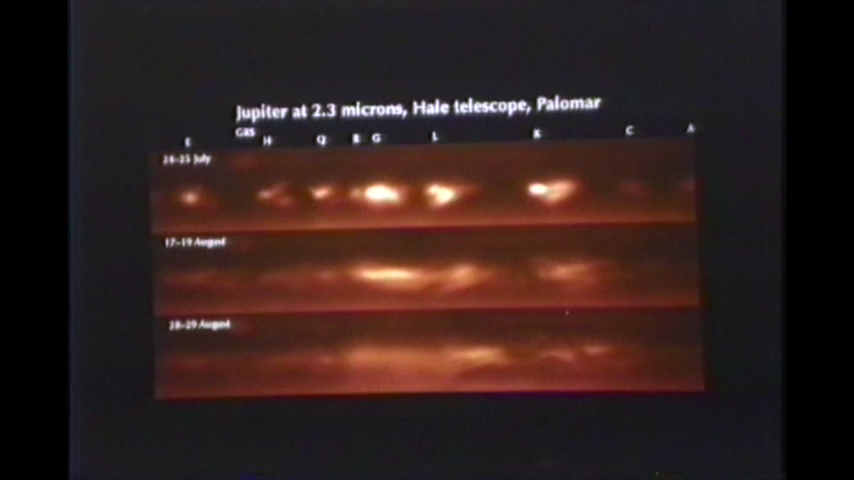 Jupiter at 2.3 microns, Hale telescope, Palomar
GRS
E H Q R G L K C A
24-25 July
17-19 August
28-29 August